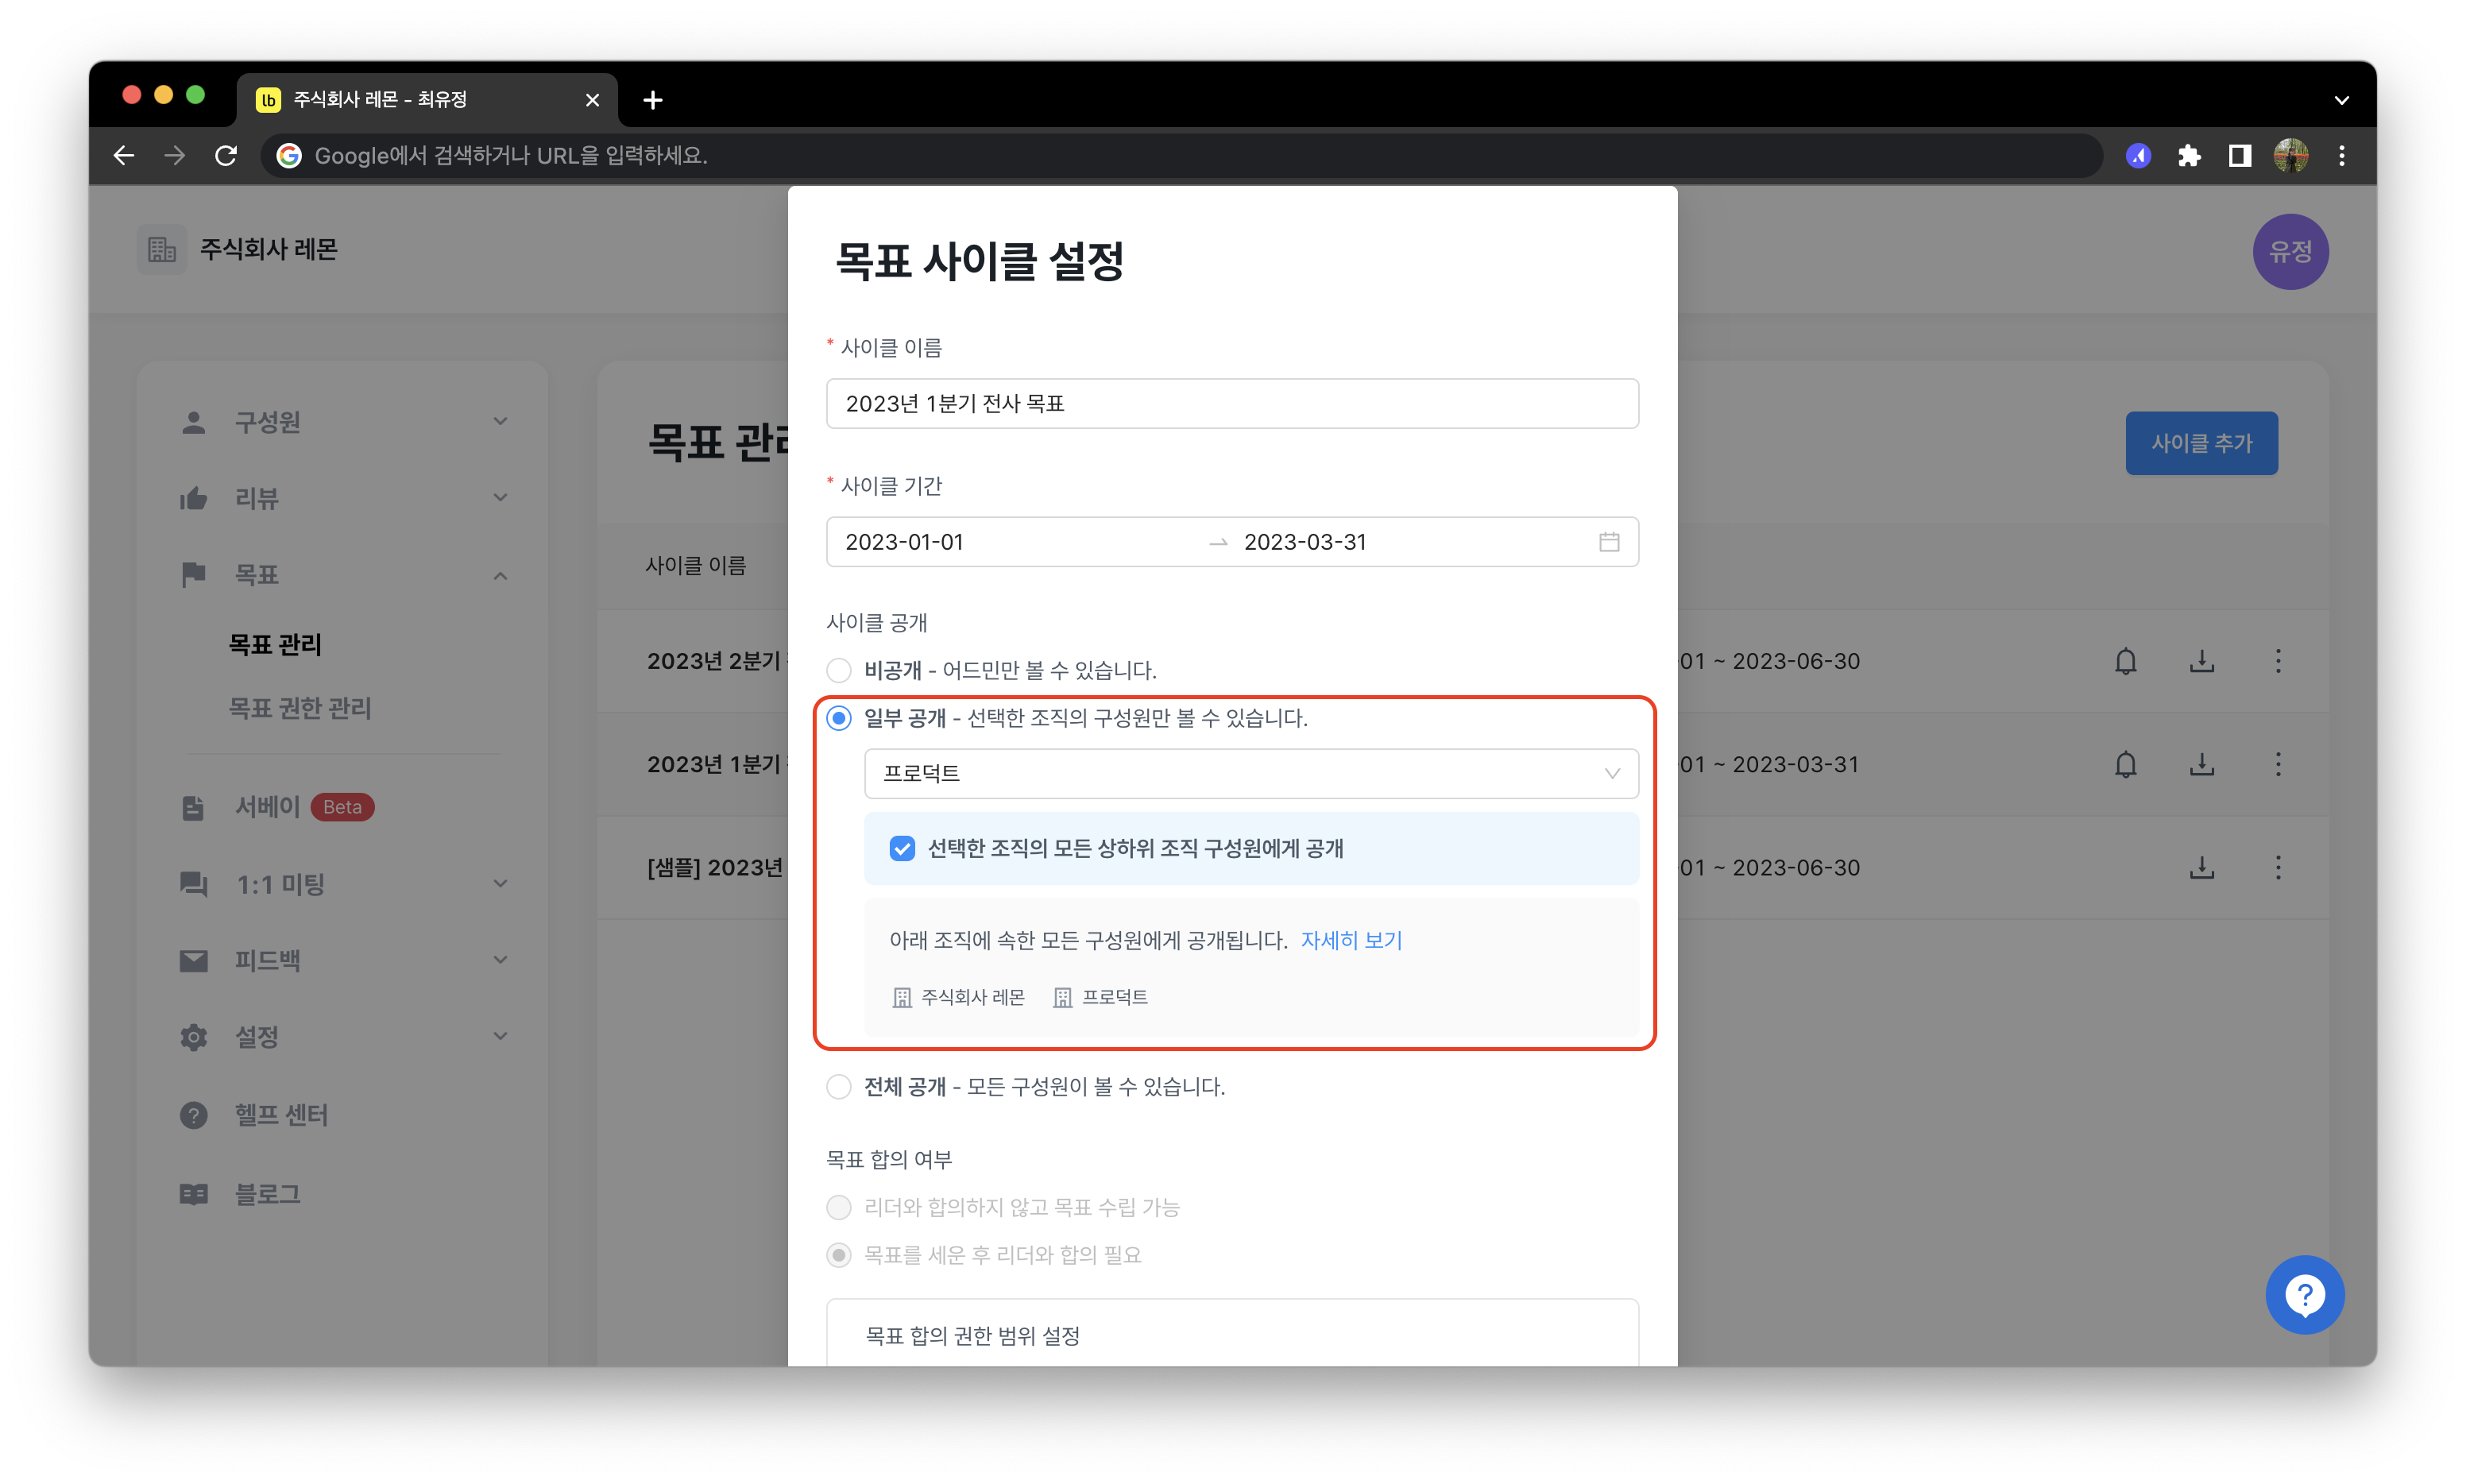 lb 주식회사 레몬 - 최유정
Google에서 검색하거나 URL을 입력하세요.
주식회사 레몬
유정
구성원
리뷰
목표
목표 관리
목표 권한 관리
서베이 Beta
1:1 미팅
피드백
설정
헬프 센터
블로그
목표 관리
사이클 추가
사이클 이름
2023년 2분기
01 ~ 2023-06-30
2023년 1분기
01 ~ 2023-03-31
[샘플] 2023년
01 ~ 2023-06-30
목표 사이클 설정
* 사이클 이름
2023년 1분기 전사 목표
* 사이클 기간
2023-01-01 → 2023-03-31
사이클 공개
비공개 - 어드민만 볼 수 있습니다.
일부 공개 - 선택한 조직의 구성원만 볼 수 있습니다.
프로덕트
선택한 조직의 모든 상하위 조직 구성원에게 공개
아래 조직에 속한 모든 구성원에게 공개됩니다. 자세히 보기
주식회사 레몬 프로덕트
전체 공개 - 모든 구성원이 볼 수 있습니다.
목표 합의 여부
리더와 합의하지 않고 목표 수립 가능
목표를 세운 후 리더와 합의 필요
목표 합의 권한 범위 설정